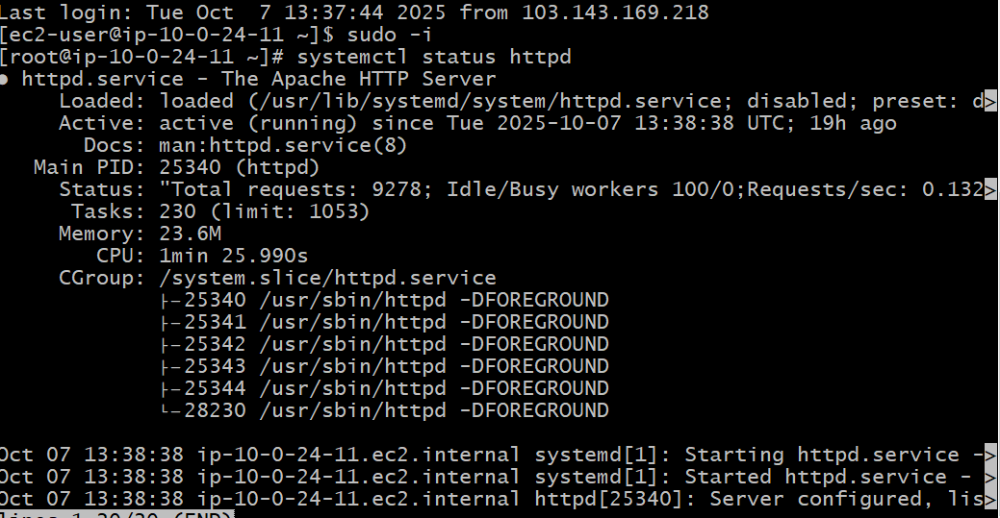 Last login: Tue Oct  7 13:37:44 2025 from 103.143.169.218
[ec2-user@ip-10-0-24-11 ~]$ sudo -i
[root@ip-10-0-24-11 ~]# systemctl status httpd
● httpd.service - The Apache HTTP Server
     Loaded: loaded (/usr/lib/systemd/system/httpd.service; disabled; preset: d>
     Active: active (running) since Tue 2025-10-07 13:38:38 UTC; 19h ago
       Docs: man:httpd.service(8)
   Main PID: 25340 (httpd)
     Status: "Total requests: 9278; Idle/Busy workers 100/0;Requests/sec: 0.132>
      Tasks: 230 (limit: 1053)
     Memory: 23.6M
        CPU: 1min 25.990s
     CGroup: /system.slice/httpd.service
             ├─25340 /usr/sbin/httpd -DFOREGROUND
             ├─25341 /usr/sbin/httpd -DFOREGROUND
             ├─25342 /usr/sbin/httpd -DFOREGROUND
             ├─25343 /usr/sbin/httpd -DFOREGROUND
             ├─25344 /usr/sbin/httpd -DFOREGROUND
             └─28230 /usr/sbin/httpd -DFOREGROUND
Oct 07 13:38:38 ip-10-0-24-11.ec2.internal systemd[1]: Starting httpd.service ->
Oct 07 13:38:38 ip-10-0-24-11.ec2.internal systemd[1]: Started httpd.service - >
Oct 07 13:38:38 ip-10-0-24-11.ec2.internal httpd[25340]: Server configured, lis>
lines 1-20/20 (END)